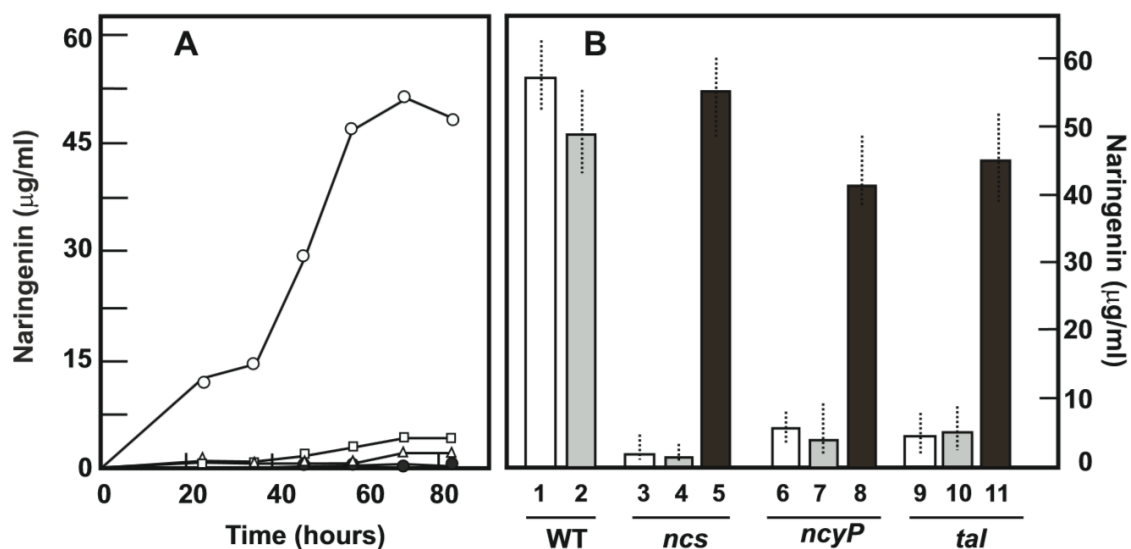 A
B
Naringenin (μg/ml)
60
45
30
15
0
0 20 40 60 80
Time (hours)
60
50
40
30
20
10
0
Naringenin (μg/ml)
1 2 3 4 5 6 7 8 9 10 11
WT ncs ncyP tal